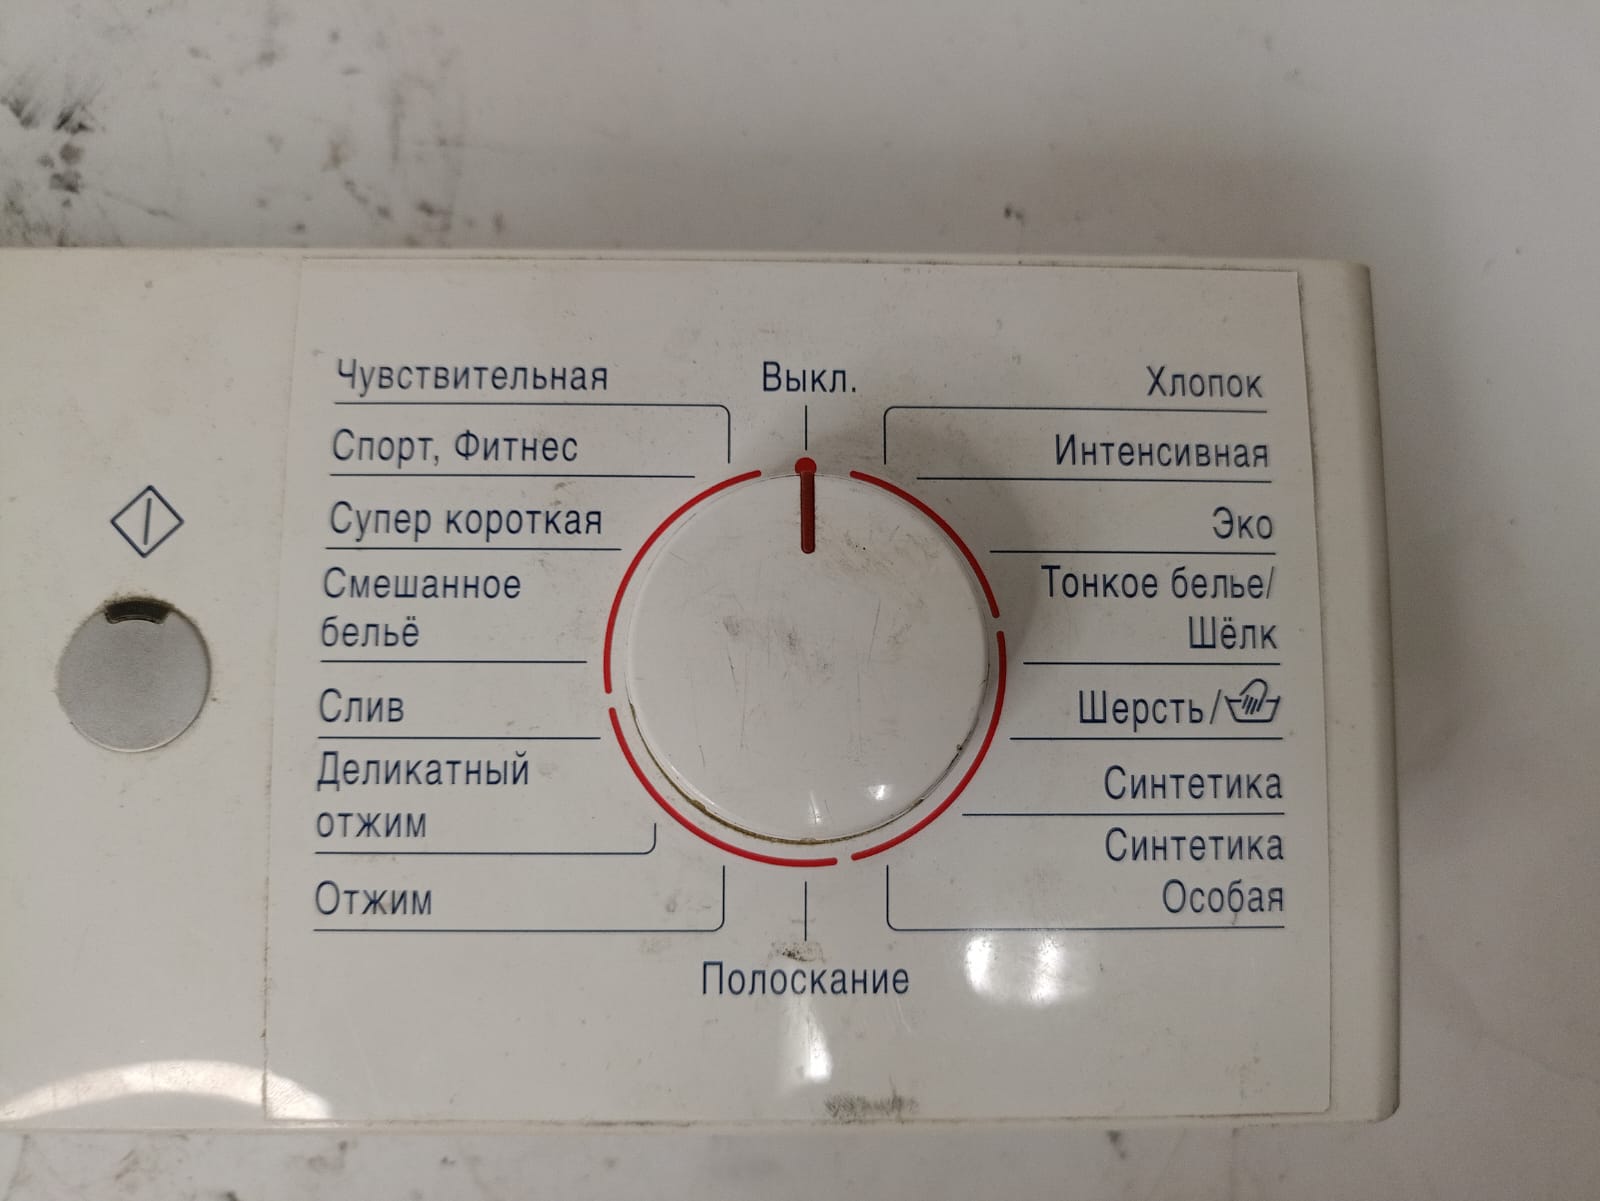 Чувствительная
Спорт, Фитнес
Супер короткая
Смешанное
бельё
Слив
Деликатный
отжим
Отжим
Выкл.
Полоскание
Хлопок
Интенсивная
Эко
Тонкое белье/
Шёлк
Шерсть/
Синтетика
Синтетика
Особая